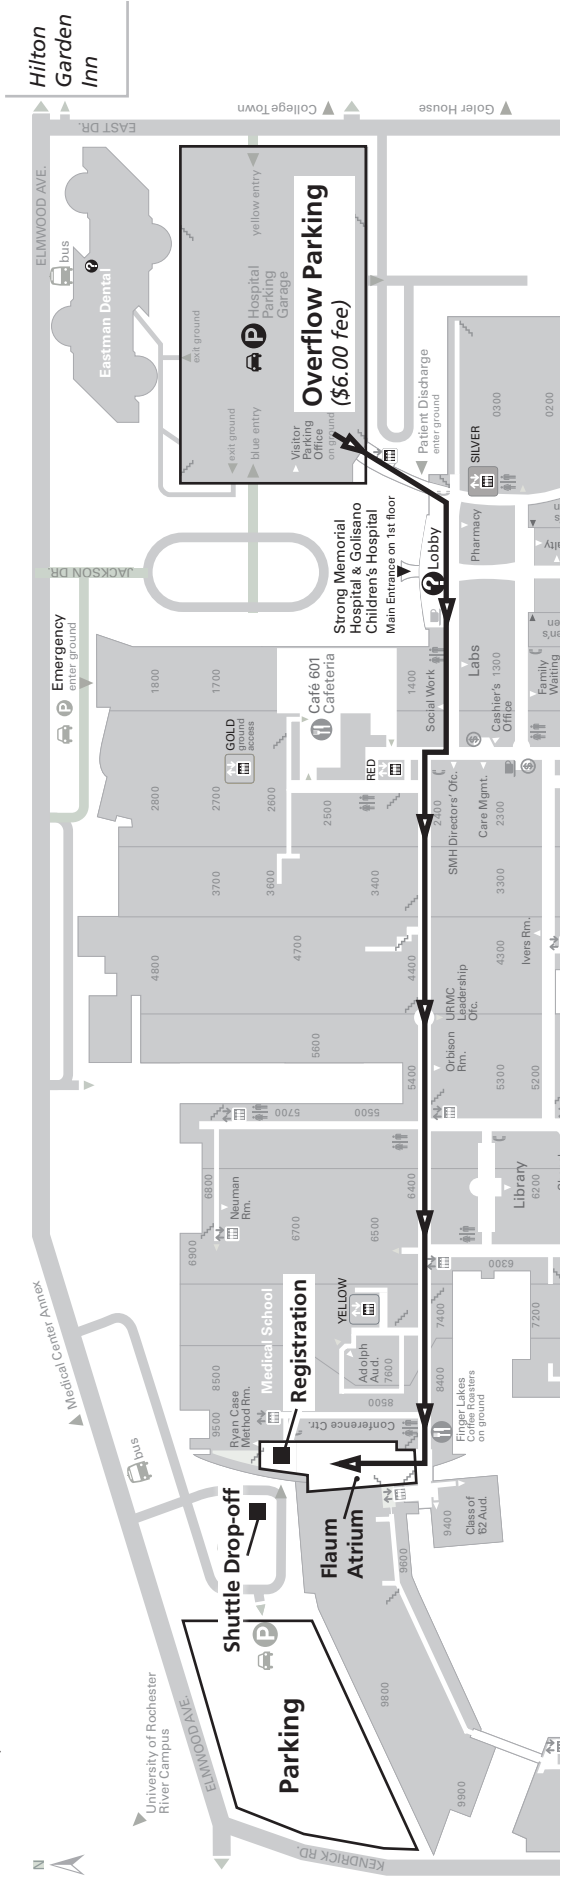 Hilton
Garden
Inn
EAST DR.
College Town
Goler House
ELMWOOD AVE.
bus
Eastman Dental
yellow entry
Hospital
Parking
Garage
P
Overflow Parking
($6.00 fee)
exit ground
exit ground
blue entry
Visitor
Parking
Office
on ground
Patient Discharge
enter ground
0300
0200
SILVER
Pharmacy
JACKSON DR.
Strong Memorial
Hospital & Golisano
Children's Hospital
Main Entrance on 1st floor
?
Lobby
Emergency
enter ground
P
1800
1700
Café 601
Cafeteria
1400
Social Work
Labs
1300
Cashier's
Office
Family
Waiting
GOLD
ground
access
RED
2800
2700
2600
2500
2400
SMH Directors' Ofc.
Care Mgmt.
2300
3700
3600
3400
3300
4800
4700
4400
4300
Ivers Rm.
URMC
Leadership
Ofc.
5600
5400
Orbison
Rm.
5300
5200
5700
5500
6800
Neuman
Rm.
6900
6700
6500
6400
Library
6200
6300
YELLOW
Medical School
Registration
Adolph
Aud.
7600
7400
7200
8500
8500
8400
9500
Ryan Case
Method Rm.
Conference Ctr.
Finger Lakes
Coffee Roasters
on ground
Medical Center Annex
bus
Shuttle Drop-off
Flaum
Atrium
9400
Class of
'62 Aud.
9600
P
Parking
9800
9900
University of Rochester
River Campus
ELMWOOD AVE.
KENDRICK RD.
N